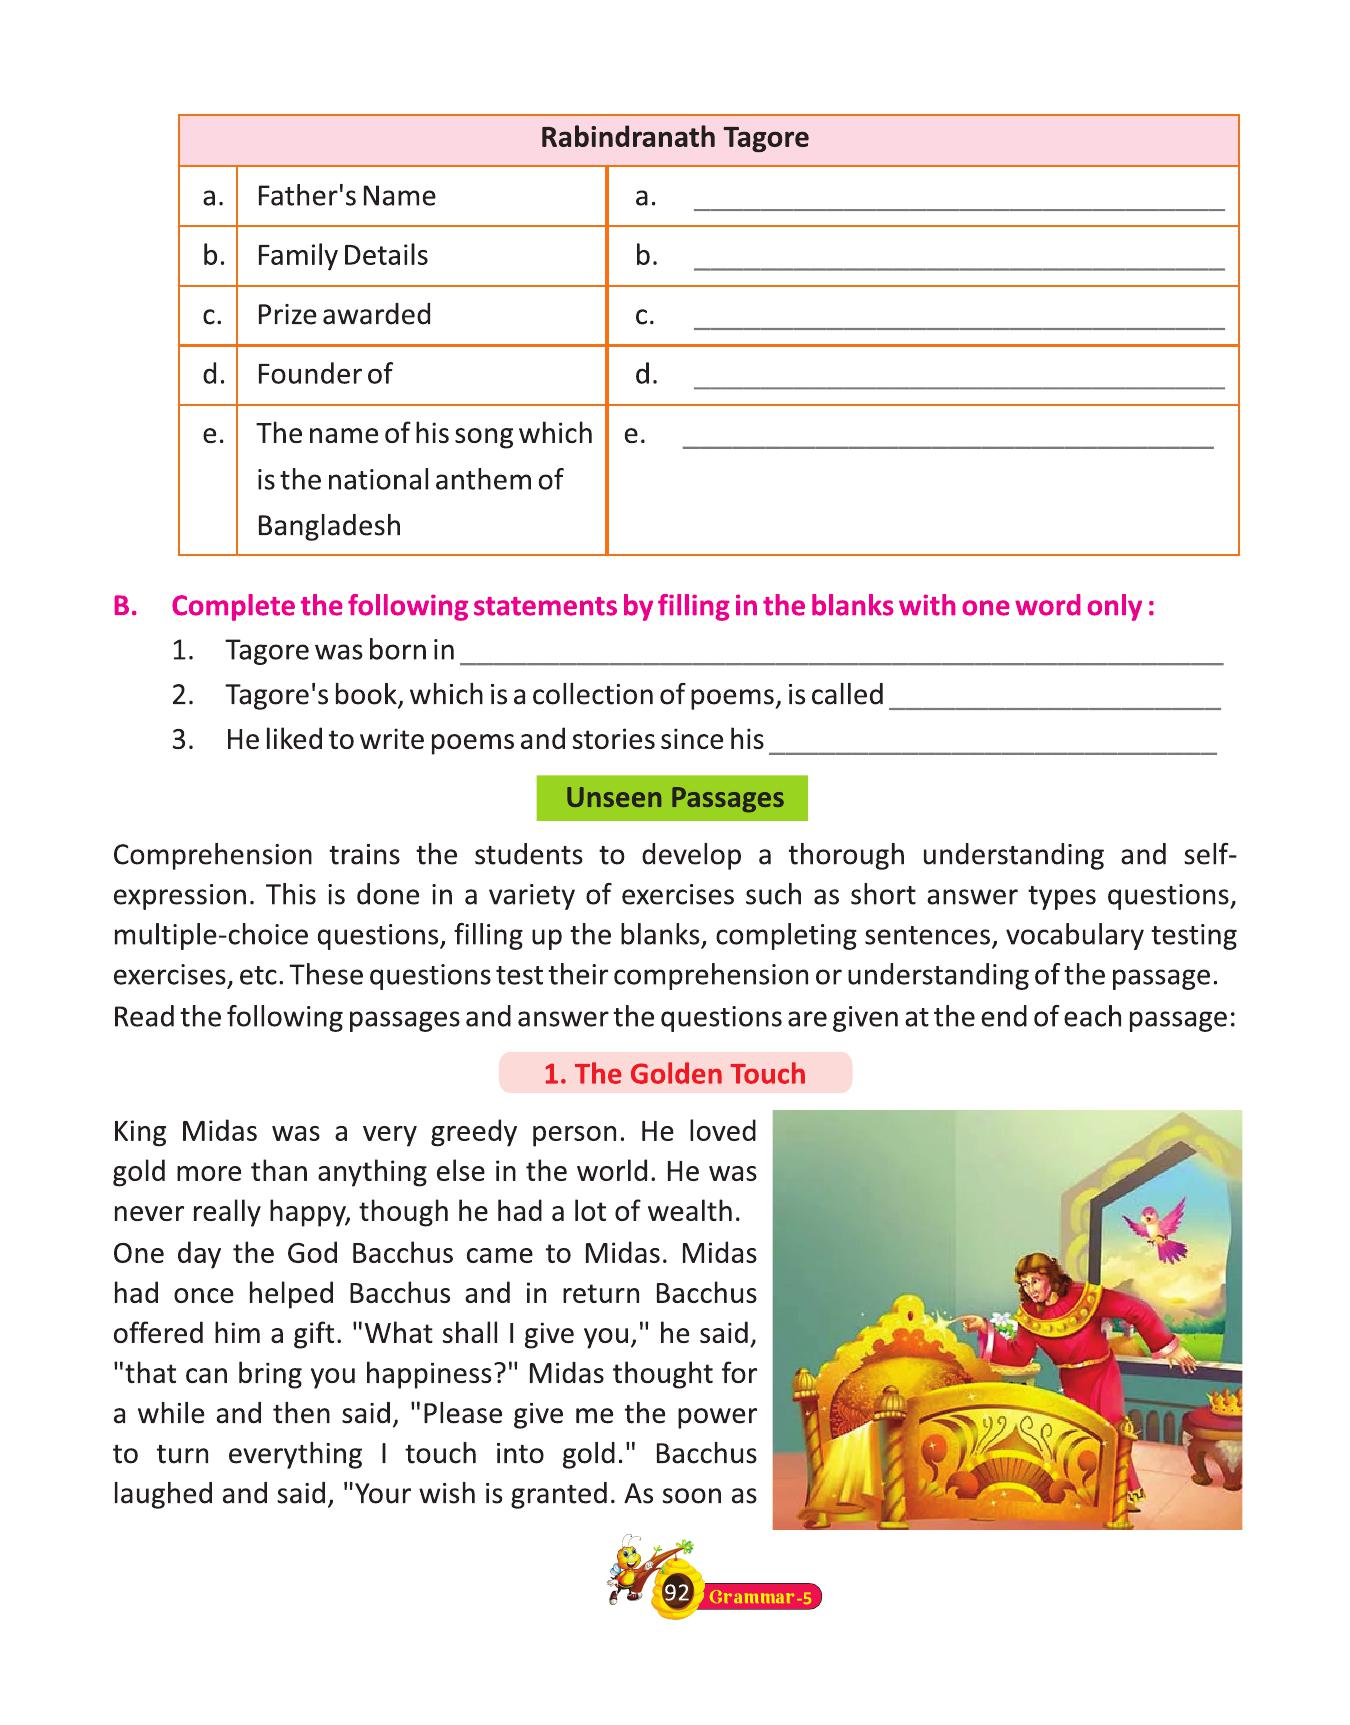 Rabindranath Tagore
a. Father's Name a. ________________________________
b. Family Details b. ________________________________
c. Prize awarded c. ________________________________
d. Founder of d. ________________________________
e. The name of his song which e. ________________________________
is the national anthem of
Bangladesh
B. Complete the following statements by filling in the blanks with one word only :
1. Tagore was born in ________________________________
2. Tagore's book, which is a collection of poems, is called ____________________
3. He liked to write poems and stories since his ___________________________
Unseen Passages
Comprehension trains the students to develop a thorough understanding and self-
expression. This is done in a variety of exercises such as short answer types questions,
multiple-choice questions, filling up the blanks, completing sentences, vocabulary testing
exercises, etc. These questions test their comprehension or understanding of the passage.
Read the following passages and answer the questions are given at the end of each passage:
1. The Golden Touch
King Midas was a very greedy person. He loved
gold more than anything else in the world. He was
never really happy, though he had a lot of wealth.
One day the God Bacchus came to Midas. Midas
had once helped Bacchus and in return Bacchus
offered him a gift. "What shall I give you," he said,
"that can bring you happiness?" Midas thought for
a while and then said, "Please give me the power
to turn everything I touch into gold." Bacchus
laughed and said, "Your wish is granted. As soon as
92 Grammar-5